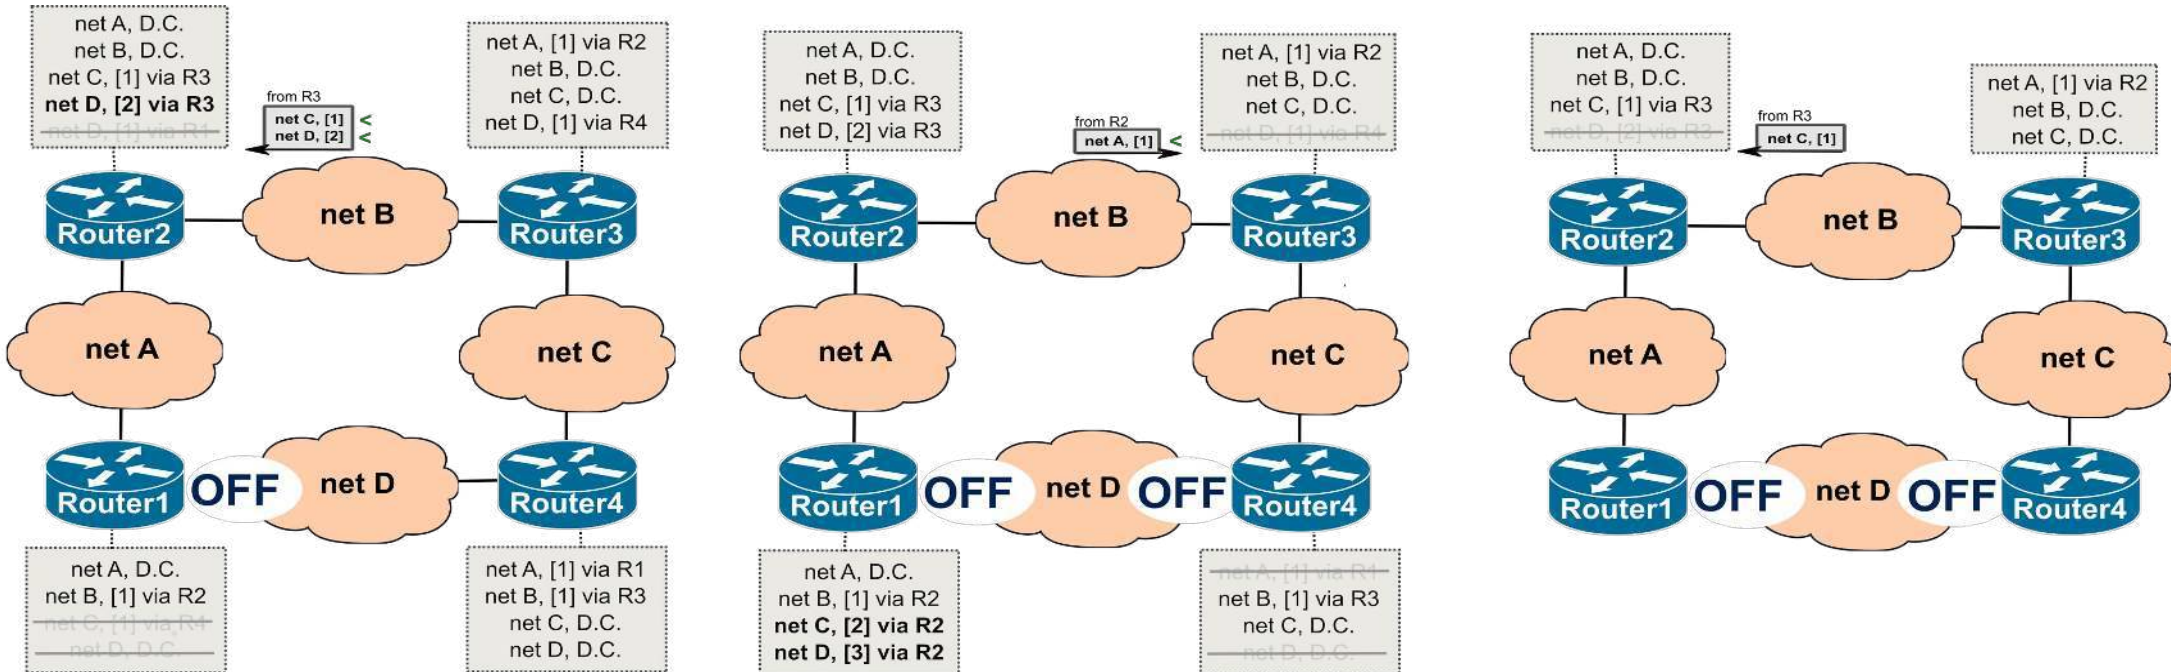 net A, D.C.
net B, D.C.
net C, [1] via R3
net D, [2] via R3
net D, [1] via R1
from R3
net C, [1] <
net D, [2] <
net A, [1] via R2
net B, D.C.
net C, D.C.
net D, [1] via R4
Router2
net B
Router3
net A
net C
Router1
OFF
net D
Router4
net A, D.C.
net B, [1] via R2
net C, [1] via R4
net D, D.C.
net A, [1] via R1
net B, [1] via R3
net C, D.C.
net D, D.C.
net A, D.C.
net B, D.C.
net C, [1] via R3
net D, [2] via R3
from R2
net A, [1] <
net A, [1] via R2
net B, D.C.
net C, D.C.
net D, [1] via R4
Router2
net B
Router3
net A
net C
Router1
OFF
net D
OFF
Router4
net A, D.C.
net B, [1] via R2
net C, [2] via R2
net D, [3] via R2
net A, [1] via R1
net B, [1] via R3
net C, D.C.
net D, D.C.
net A, D.C.
net B, D.C.
net C, [1] via R3
net D, [2] via R3
from R3
net C, [1]
net A, [1] via R2
net B, D.C.
net C, D.C.
Router2
net B
Router3
net A
net C
Router1
OFF
net D
OFF
Router4